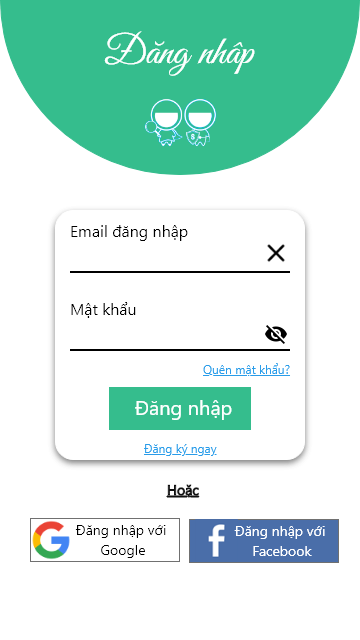 Đăng nhâp
Email đăng nhập
Mật khẩu
Quên mật khẩu?
Đăng nhập
Đăng ký ngay
Hoặc
Đăng nhập với
Google
Đăng nhập với
Facebook